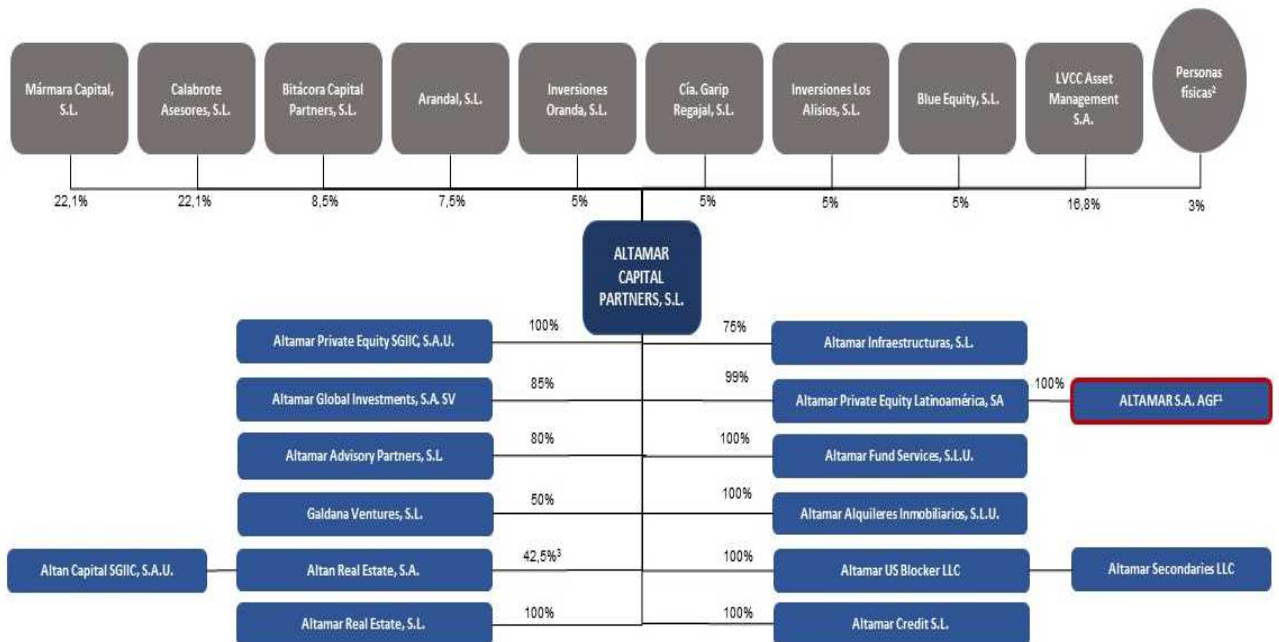 Mármara Capital,
S.L.
Calabrote
Asesores, S.L.
Bitácora Capital
Partners, S.L.
Arandal, S.L.
Inversiones
Oranda, S.L.
Cía. Garip
Regajal, S.L.
Inversiones Los
Alisios, S.L.
Blue Equity, S.L.
LVCC Asset
Management
S.A.
Personas
físicas²
22,1%
22,1%
8,5%
7,5%
5%
5%
5%
5%
16,8%
3%
ALTAMAR
CAPITAL
PARTNERS, S.L.
Altamar Private Equity SGIIC, S.A.U.
100%
75%
Altamar Infraestructuras, S.L.
Altamar Global Investments, S.A. SV
85%
99%
Altamar Private Equity Latinoamérica, SA
100%
ALTAMAR S.A. AGF¹
Altamar Advisory Partners, S.L.
80%
100%
Altamar Fund Services, S.L.U.
Galdana Ventures, S.L.
50%
100%
Altamar Alquileres Inmobiliarios, S.L.U.
Altan Capital SGIIC, S.A.U.
Altan Real Estate, S.A.
42,5%³
100%
Altamar US Blocker LLC
Altamar Secondaries LLC
Altamar Real Estate, S.L.
100%
100%
Altamar Credit S.L.